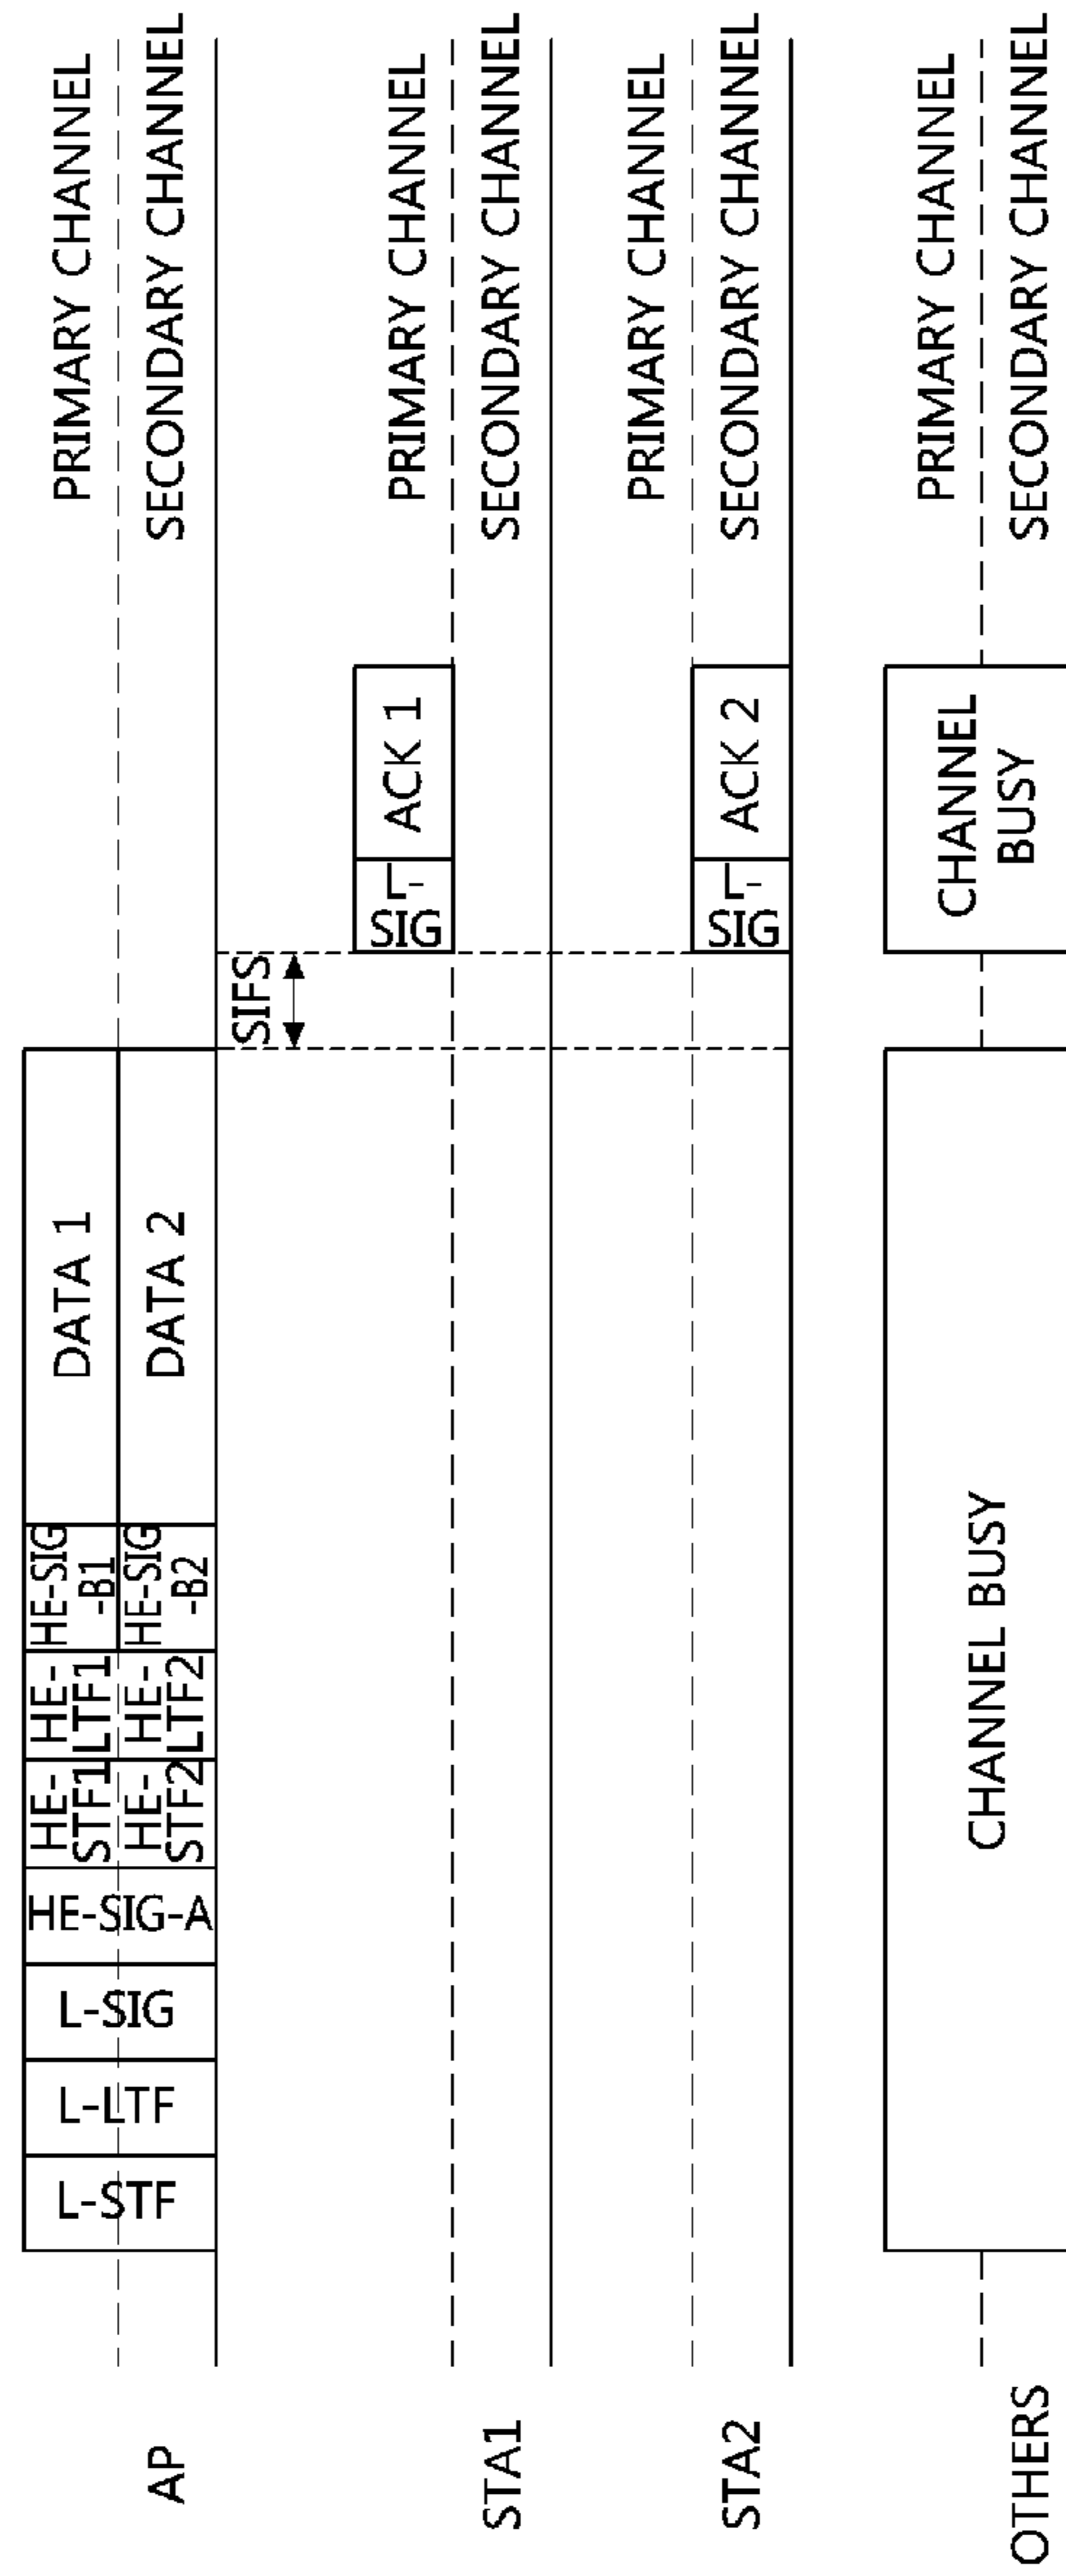 AP
L-STF
L-LTF
L-SIG
HE-SIG-A
HE-
STF1
HE-
STF2
HE-
LTF1
HE-
LTF2
HE-SIG
-B1
HE-SIG
-B2
DATA 1
DATA 2
PRIMARY CHANNEL
SECONDARY CHANNEL
SIFS
STA1
L-
SIG
ACK 1
PRIMARY CHANNEL
SECONDARY CHANNEL
STA2
L-
SIG
ACK 2
PRIMARY CHANNEL
SECONDARY CHANNEL
OTHERS
CHANNEL BUSY
CHANNEL
BUSY
PRIMARY CHANNEL
SECONDARY CHANNEL